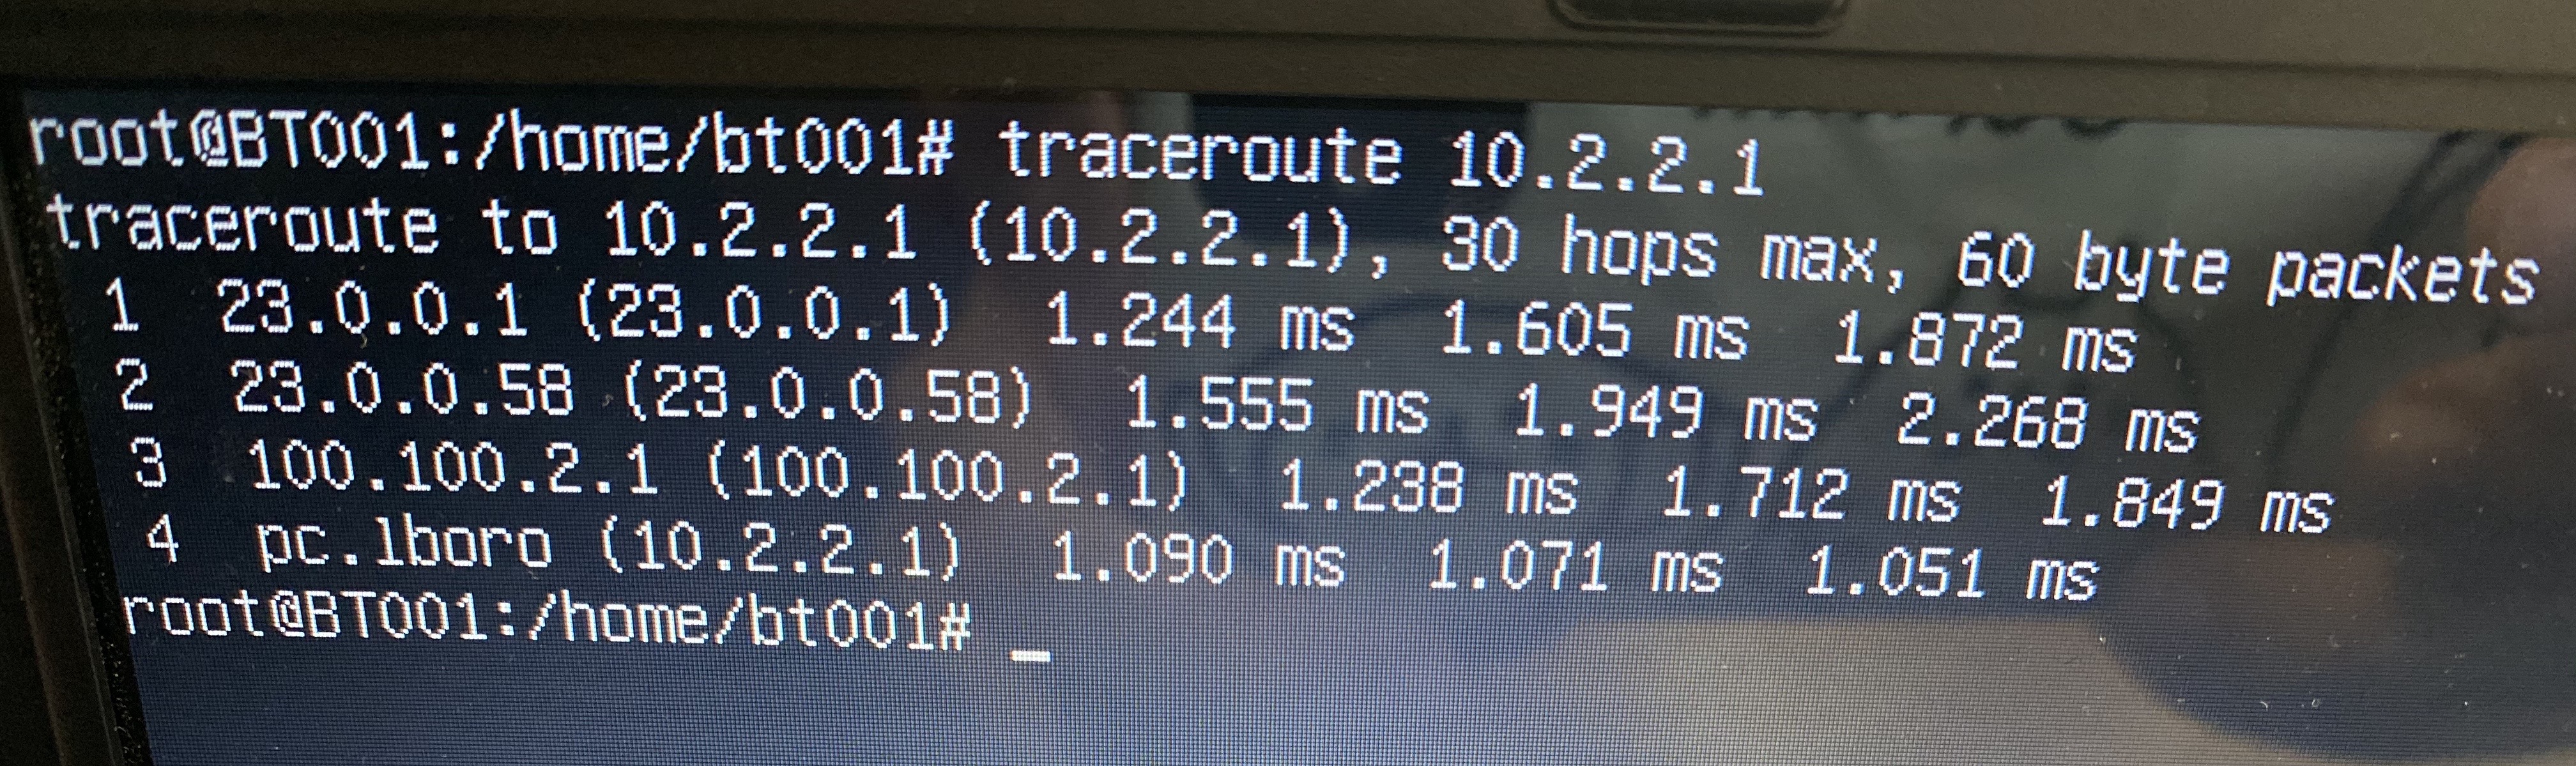 root@BT001:/home/bt001# traceroute 10.2.2.1
traceroute to 10.2.2.1 (10.2.2.1), 30 hops max, 60 byte packets
1 23.0.0.1 (23.0.0.1) 1.244 ms 1.605 ms 1.872 ms
2 23.0.0.58 (23.0.0.58) 1.555 ms 1.949 ms 2.268 ms
3 100.100.2.1 (100.100.2.1) 1.238 ms 1.712 ms 1.849 ms
4 pc.lboro (10.2.2.1) 1.090 ms 1.071 ms 1.051 ms
root@BT001:/home/bt001# _